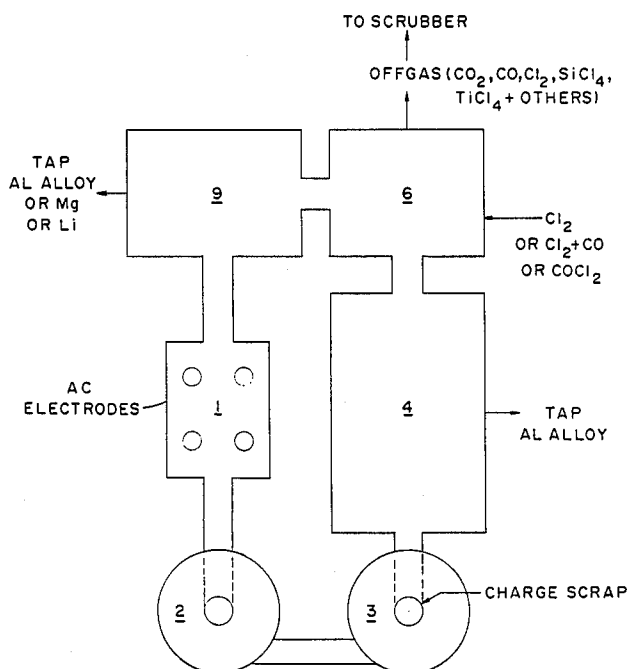 TO SCRUBBER
OFFGAS (CO2, CO, Cl2, SiCl4,
TiCl4 + OTHERS)
TAP
AL ALLOY
OR Mg
OR Li
9
6
Cl2
OR Cl2+CO
OR COCl2
AC
ELECTRODES
1
4
TAP
AL ALLOY
2
3
CHARGE SCRAP